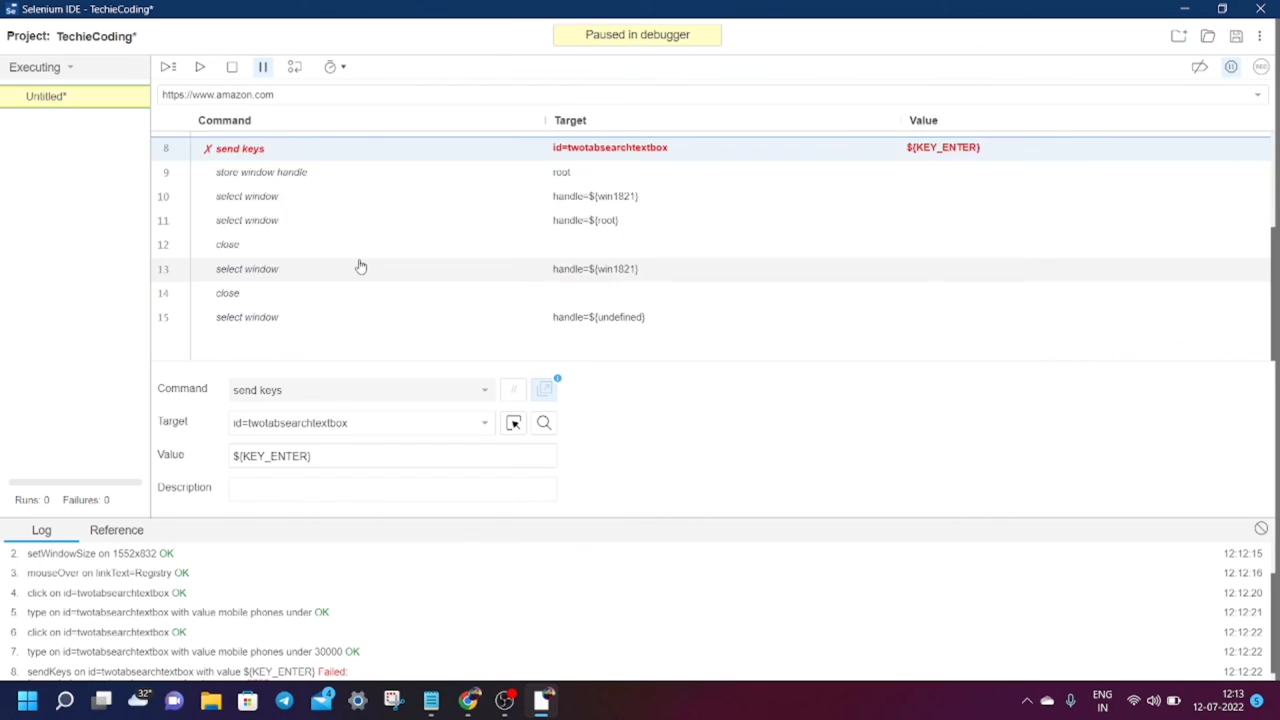 Selenium IDE - TechieCoding*
Project: TechieCoding*
Paused in debugger
Executing
Untitled*
https://www.amazon.com
Command Target Value
8 send keys id=twotabsearchtextbox ${KEY_ENTER}
9 store window handle root
10 select window handle=${win1821}
11 select window handle=${root}
12 close
13 select window handle=${win1821}
14 close
15 select window handle=${undefined}
Command send keys //
Target id=twotabsearchtextbox
Value ${KEY_ENTER}
Description
Runs: 0 Failures: 0
Log Reference
2. setWindowSize on 1552x832 OK 12:12:15
3. mouseOver on linkText=Registry OK 12:12:16
4. click on id=twotabsearchtextbox OK 12:12:20
5. type on id=twotabsearchtextbox with value mobile phones under OK 12:12:21
6 click on id=twotabsearchtextbox OK 12:12:22
7. type on id=twotabsearchtextbox with value mobile phones under 30000 OK 12:12:22
8. sendKeys on id=twotabsearchtextbox with value ${KEY_ENTER} Failed: 12:12:22
32°
4
ENG
IN
12:13
12-07-2022
5